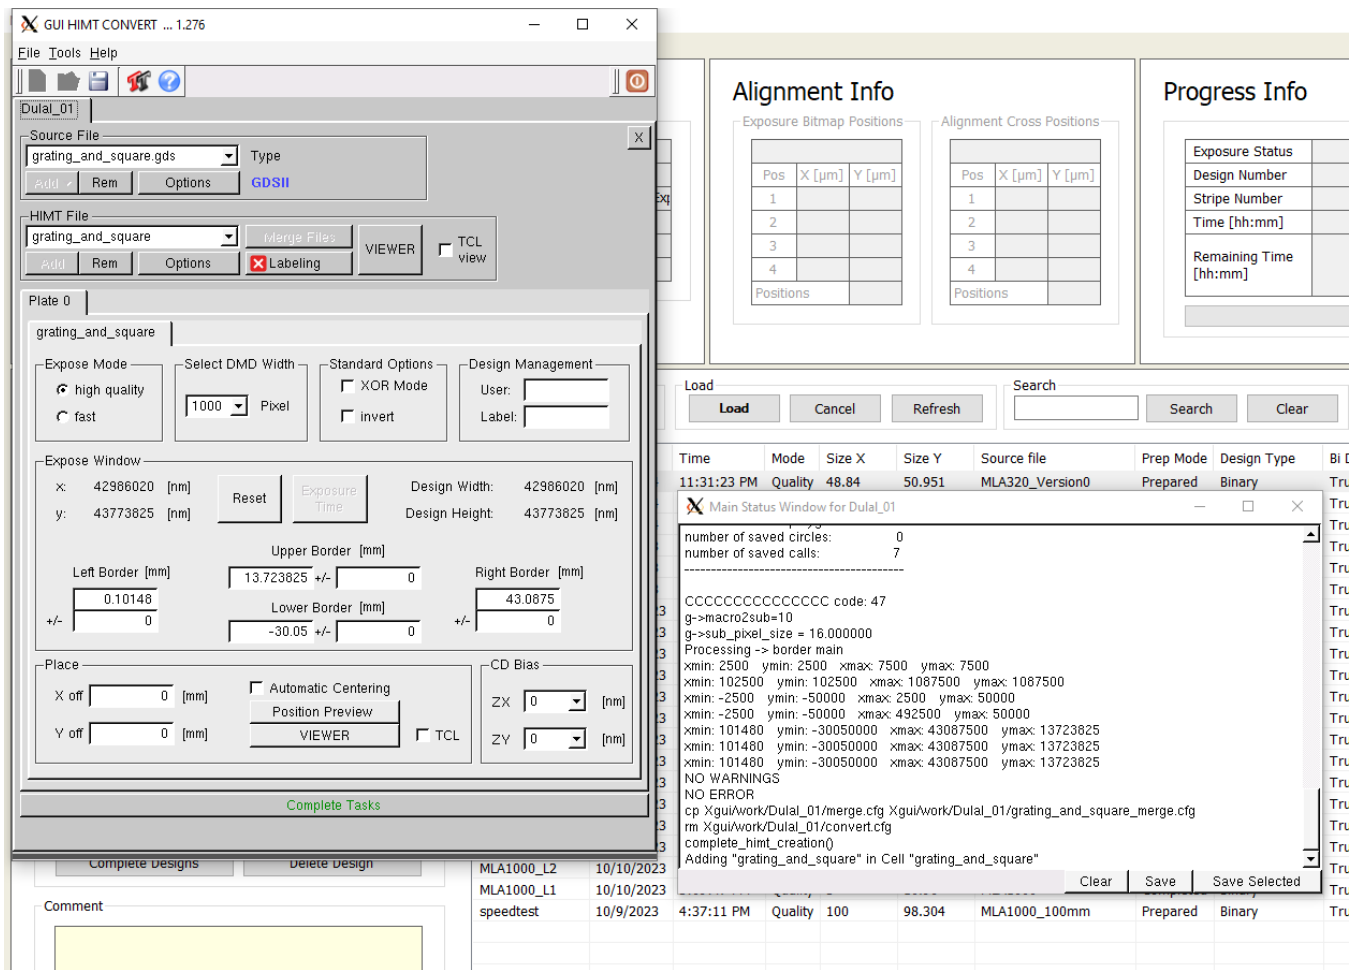 GUI HIMT CONVERT ... 1.276
File Tools Help
Dulal_01
Source File
X
grating_and_square.gds
Type
Add
Rem
Options
GDSII
HIMT File
grating_and_square
Merge Files
VIEWER
TCL view
Add
Rem
Options
Labeling
Plate 0
grating_and_square
Expose Mode
high quality
fast
Select DMD Width
1000
Pixel
Standard Options
XOR Mode
invert
Design Management
User:
Label:
Expose Window
x: 42986020 [nm]
y: 43773825 [nm]
Reset
Exposure Time
Design Width: 42986020 [nm]
Design Height: 43773825 [nm]
Upper Border [mm]
13.723825 +/- 0
Left Border [mm]
0.10148
+/- 0
Lower Border [mm]
-30.05 +/- 0
Right Border [mm]
43.0875
+/- 0
Place
X off 0 [mm]
Y off 0 [mm]
Automatic Centering
Position Preview
VIEWER
TCL
CD Bias
ZX 0 [nm]
ZY 0 [nm]
Complete Tasks
Complete Designs
Delete Design
Comment
Alignment Info
Exposure Bitmap Positions
Pos X [µm] Y [µm]
1
2
3
4
Positions
Alignment Cross Positions
Pos X [µm] Y [µm]
1
2
3
4
Positions
Progress Info
Exposure Status
Design Number
Stripe Number
Time [hh:mm]
Remaining Time
[hh:mm]
Load
Load
Cancel
Refresh
Search
Search
Clear
Time Mode Size X Size Y Source file Prep Mode Design Type Bi D
11:31:23 PM Quality 48.84 50.951 MLA320_Version0 Prepared Binary Tru
Main Status Window for Dulal_01
number of saved circles: 0
number of saved calls: 7
------------------------------------------
CCCCCCCCCCCCCCC code: 47
g->macro2sub=10
g->sub_pixel_size = 16.000000
Processing -> border main
xmin: 2500 ymin: 2500 xmax: 7500 ymax: 7500
xmin: 102500 ymin: 102500 xmax: 1087500 ymax: 1087500
xmin: -2500 ymin: -50000 xmax: 2500 ymax: 50000
xmin: -2500 ymin: -50000 xmax: 492500 ymax: 50000
xmin: 101480 ymin: -30050000 xmax: 43087500 ymax: 13723825
xmin: 101480 ymin: -30050000 xmax: 43087500 ymax: 13723825
xmin: 101480 ymin: -30050000 xmax: 43087500 ymax: 13723825
NO WARNINGS
NO ERROR
cp Xgui/work/Dulal_01/merge.cfg Xgui/work/Dulal_01/grating_and_square_merge.cfg
rm Xgui/work/Dulal_01/convert.cfg
complete_himt_creation()
Adding "grating_and_square" in Cell "grating_and_square"
Clear
Save
Save Selected
MLA1000_L2 10/10/2023
MLA1000_L1 10/10/2023
speedtest 10/9/2023 4:37:11 PM Quality 100 98.304 MLA1000_100mm Prepared Binary Tru